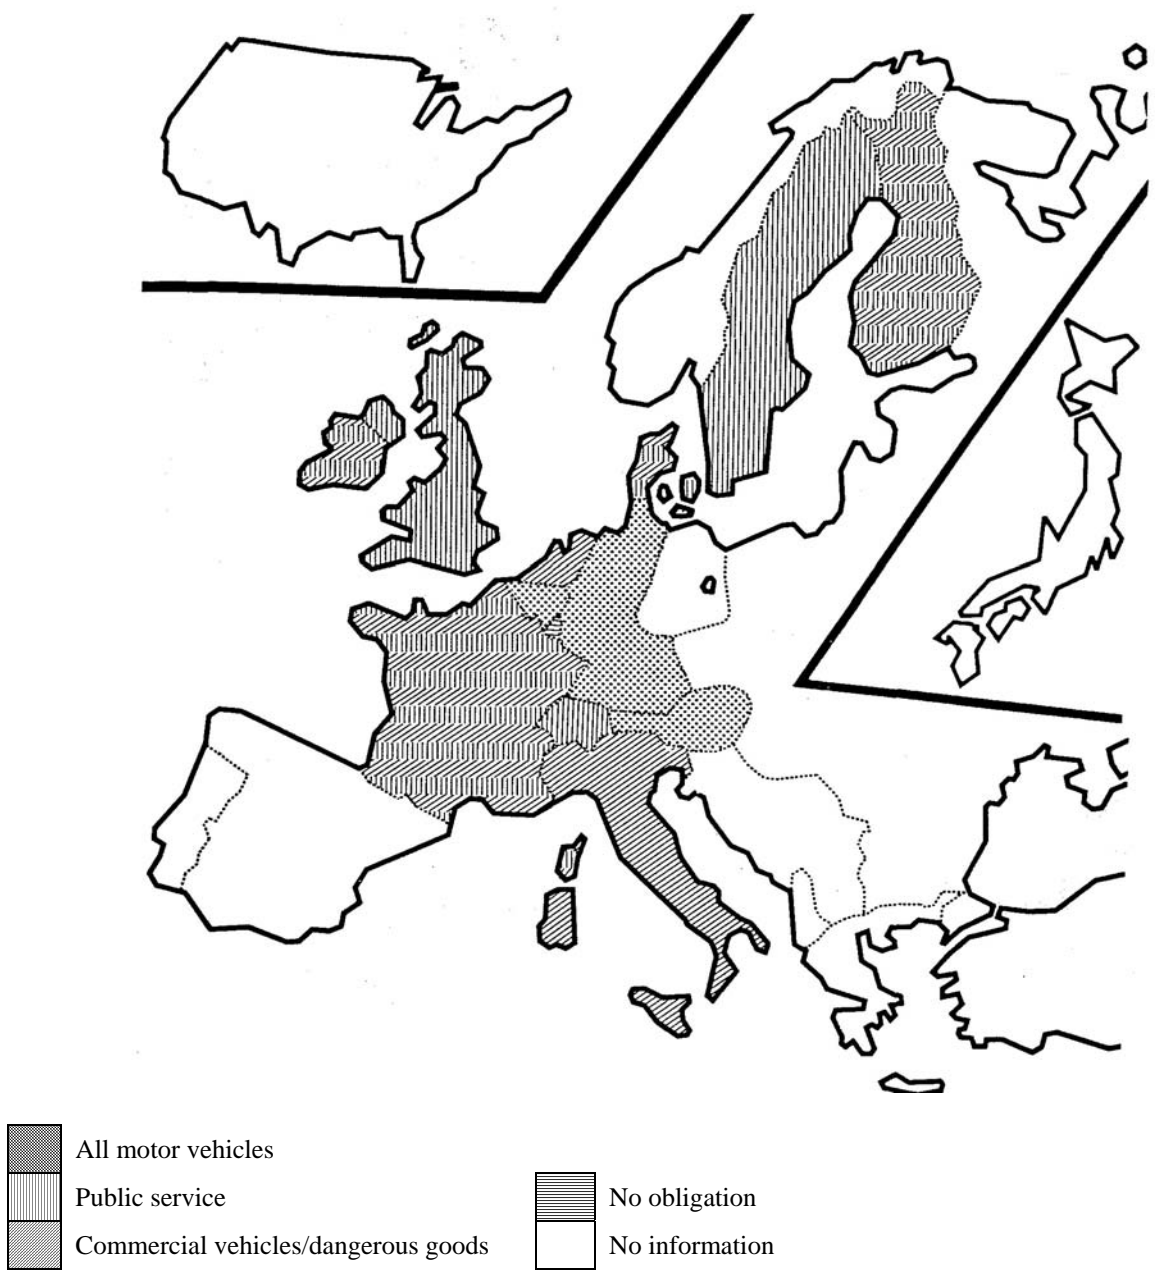 All motor vehicles
Public service
Commercial vehicles/dangerous goods
No obligation
No information